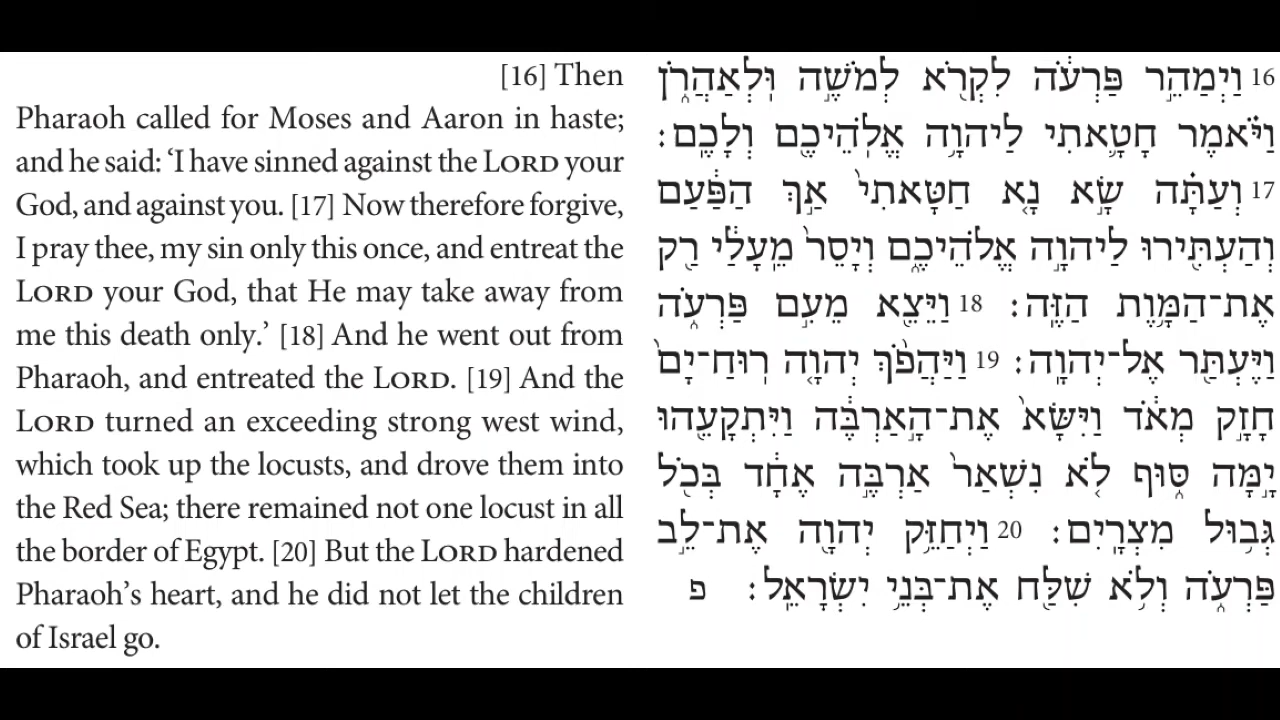 [16] Then
Pharaoh called for Moses and Aaron in haste;
and he said: ‘I have sinned against the LORD your
God, and against you. [17] Now therefore forgive,
I pray thee, my sin only this once, and entreat the
LORD your God, that He may take away from
me this death only.’ [18] And he went out from
Pharaoh, and entreated the LORD. [19] And the
LORD turned an exceeding strong west wind,
which took up the locusts, and drove them into
the Red Sea; there remained not one locust in all
the border of Egypt. [20] But the LORD hardened
Pharaoh’s heart, and he did not let the children
of Israel go.
16 וַיְמַהֵ֣ר פַּרְעֹ֔ה לִקְרֹ֖א לְמֹשֶׁ֣ה וּֽלְאַהֲרֹ֑ן
וַיֹּ֗אמֶר חָטָ֛אתִי לַיהוָ֥ה אֱלֹֽהֵיכֶ֖ם וְלָכֶֽם׃
17 וְעַתָּ֗ה שָׂ֣א נָ֤א חַטָּאתִי֙ אַ֣ךְ הַפַּ֔עַם
וְהַעְתִּ֖ירוּ לַיהוָ֣ה אֱלֹהֵיכֶ֑ם וְיָסֵר֙ מֵֽעָלַ֔י רַ֖ק
אֶת־הַמָּ֥וֶת הַזֶּֽה׃ 18 וַיֵּצֵ֖א מֵעִ֣ם פַּרְעֹ֑ה
וַיֶּעְתַּ֖ר אֶל־יְהוָֽה׃ 19 וַיַּהֲפֹ֨ךְ יְהוָ֤ה רֽוּחַ־יָם֙
חָזָ֣ק מְאֹ֔ד וַיִּשָּׂא֙ אֶת־הָ֣אַרְבֶּ֔ה וַיִּתְקָעֵ֖הוּ
יָ֣מָּה סּ֑וּף לֹ֤א נִשְׁאַר֙ אַרְבֶּ֣ה אֶחָ֔ד בְּכֹ֖ל
גְּב֥וּל מִצְרָֽיִם׃ 20 וַיְחַזֵּ֥ק יְהוָ֖ה אֶת־לֵ֣ב
פַּרְעֹ֑ה וְלֹ֥א שִׁלַּ֖ח אֶת־בְּנֵ֥י יִשְׂרָאֵֽל׃ פ